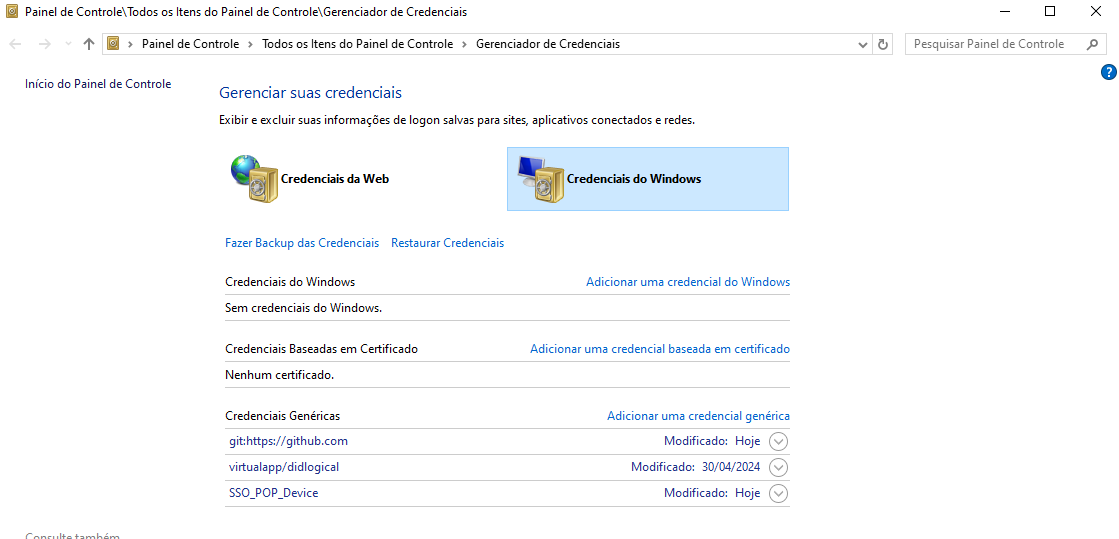 Painel de Controle\Todos os Itens do Painel de Controle\Gerenciador de Credenciais
Painel de Controle > Todos os Itens do Painel de Controle > Gerenciador de Credenciais
Pesquisar Painel de Controle
?
Início do Painel de Controle
Gerenciar suas credenciais
Exibir e excluir suas informações de logon salvas para sites, aplicativos conectados e redes.
Credenciais da Web
Credenciais do Windows
Fazer Backup das Credenciais Restaurar Credenciais
Credenciais do Windows Adicionar uma credencial do Windows
Sem credenciais do Windows.
Credenciais Baseadas em Certificado Adicionar uma credencial baseada em certificado
Nenhum certificado.
Credenciais Genéricas Adicionar uma credencial genérica
git:https://github.com Modificado: Hoje
virtualapp/didlogical Modificado: 30/04/2024
SSO_POP_Device Modificado: Hoje
Consulte também